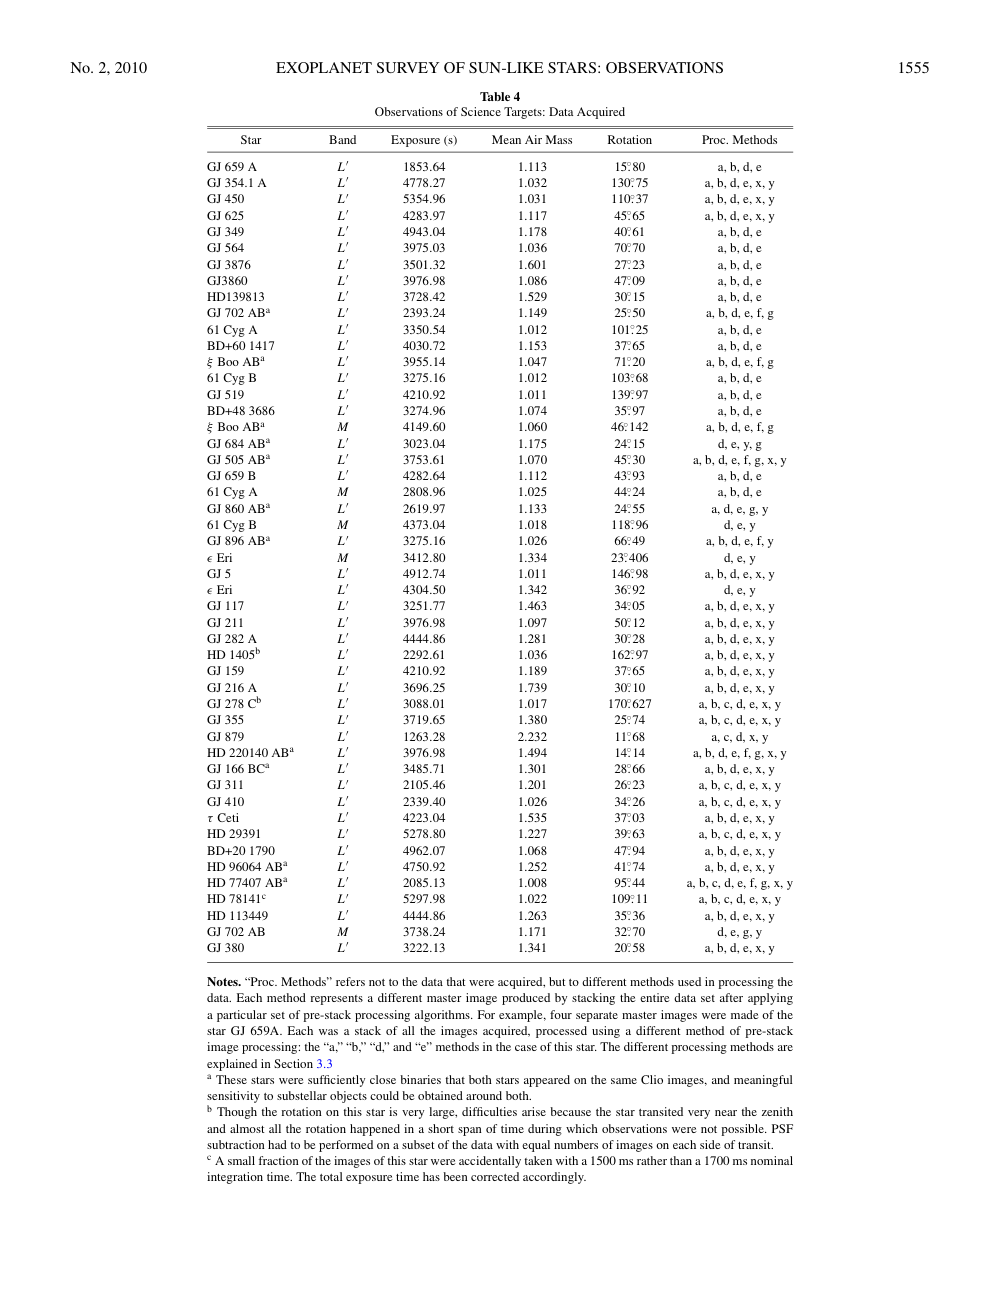 No. 2, 2010 EXOPLANET SURVEY OF SUN-LIKE STARS: OBSERVATIONS 1555
Table 4
Observations of Science Targets: Data Acquired
Star Band Exposure (s) Mean Air Mass Rotation Proc. Methods
GJ 659 A L′ 1853.64 1.113 15°.80 a, b, d, e
GJ 354.1 A L′ 4778.27 1.032 130°.75 a, b, d, e, x, y
GJ 450 L′ 5354.96 1.031 110°.37 a, b, d, e, x, y
GJ 625 L′ 4283.97 1.117 45°.65 a, b, d, e, x, y
GJ 349 L′ 4943.04 1.178 40°.61 a, b, d, e
GJ 564 L′ 3975.03 1.036 70°.70 a, b, d, e
GJ 3876 L′ 3501.32 1.601 27°.23 a, b, d, e
GJ3860 L′ 3976.98 1.086 47°.09 a, b, d, e
HD139813 L′ 3728.42 1.529 30°.15 a, b, d, e
GJ 702 ABᵃ L′ 2393.24 1.149 25°.50 a, b, d, e, f, g
61 Cyg A L′ 3350.54 1.012 101°.25 a, b, d, e
BD+60 1417 L′ 4030.72 1.153 37°.65 a, b, d, e
ξ Boo ABᵃ L′ 3955.14 1.047 71°.20 a, b, d, e, f, g
61 Cyg B L′ 3275.16 1.012 103°.68 a, b, d, e
GJ 519 L′ 4210.92 1.011 139°.97 a, b, d, e
BD+48 3686 L′ 3274.96 1.074 35°.97 a, b, d, e
ξ Boo ABᵃ M 4149.60 1.060 46°.142 a, b, d, e, f, g
GJ 684 ABᵃ L′ 3023.04 1.175 24°.15 d, e, y, g
GJ 505 ABᵃ L′ 3753.61 1.070 45°.30 a, b, d, e, f, g, x, y
GJ 659 B L′ 4282.64 1.112 43°.93 a, b, d, e
61 Cyg A M 2808.96 1.025 44°.24 a, b, d, e
GJ 860 ABᵃ L′ 2619.97 1.133 24°.55 a, d, e, g, y
61 Cyg B M 4373.04 1.018 118°.96 d, e, y
GJ 896 ABᵃ L′ 3275.16 1.026 66°.49 a, b, d, e, f, y
ϵ Eri M 3412.80 1.334 23°.406 d, e, y
GJ 5 L′ 4912.74 1.011 146°.98 a, b, d, e, x, y
ϵ Eri L′ 4304.50 1.342 36°.92 d, e, y
GJ 117 L′ 3251.77 1.463 34°.05 a, b, d, e, x, y
GJ 211 L′ 3976.98 1.097 50°.12 a, b, d, e, x, y
GJ 282 A L′ 4444.86 1.281 30°.28 a, b, d, e, x, y
HD 1405ᵇ L′ 2292.61 1.036 162°.97 a, b, d, e, x, y
GJ 159 L′ 4210.92 1.189 37°.65 a, b, d, e, x, y
GJ 216 A L′ 3696.25 1.739 30°.10 a, b, d, e, x, y
GJ 278 Cᵇ L′ 3088.01 1.017 170°.627 a, b, c, d, e, x, y
GJ 355 L′ 3719.65 1.380 25°.74 a, b, c, d, e, x, y
GJ 879 L′ 1263.28 2.232 11°.68 a, c, d, x, y
HD 220140 ABᵃ L′ 3976.98 1.494 14°.14 a, b, d, e, f, g, x, y
GJ 166 BCᵃ L′ 3485.71 1.301 28°.66 a, b, d, e, x, y
GJ 311 L′ 2105.46 1.201 26°.23 a, b, c, d, e, x, y
GJ 410 L′ 2339.40 1.026 34°.26 a, b, c, d, e, x, y
τ Ceti L′ 4223.04 1.535 37°.03 a, b, d, e, x, y
HD 29391 L′ 5278.80 1.227 39°.63 a, b, c, d, e, x, y
BD+20 1790 L′ 4962.07 1.068 47°.94 a, b, d, e, x, y
HD 96064 ABᵃ L′ 4750.92 1.252 41°.74 a, b, d, e, x, y
HD 77407 ABᵃ L′ 2085.13 1.008 95°.44 a, b, c, d, e, f, g, x, y
HD 78141ᶜ L′ 5297.98 1.022 109°.11 a, b, c, d, e, x, y
HD 113449 L′ 4444.86 1.263 35°.36 a, b, d, e, x, y
GJ 702 AB M 3738.24 1.171 32°.70 d, e, g, y
GJ 380 L′ 3222.13 1.341 20°.58 a, b, d, e, x, y
Notes. “Proc. Methods” refers not to the data that were acquired, but to different methods used in processing the
data. Each method represents a different master image produced by stacking the entire data set after applying
a particular set of pre-stack processing algorithms. For example, four separate master images were made of the
star GJ 659A. Each was a stack of all the images acquired, processed using a different method of pre-stack
image processing: the “a,” “b,” “d,” and “e” methods in the case of this star. The different processing methods are
explained in Section 3.3
ᵃ These stars were sufficiently close binaries that both stars appeared on the same Clio images, and meaningful
sensitivity to substellar objects could be obtained around both.
ᵇ Though the rotation on this star is very large, difficulties arise because the star transited very near the zenith
and almost all the rotation happened in a short span of time during which observations were not possible. PSF
subtraction had to be performed on a subset of the data with equal numbers of images on each side of transit.
ᶜ A small fraction of the images of this star were accidentally taken with a 1500 ms rather than a 1700 ms nominal
integration time. The total exposure time has been corrected accordingly.